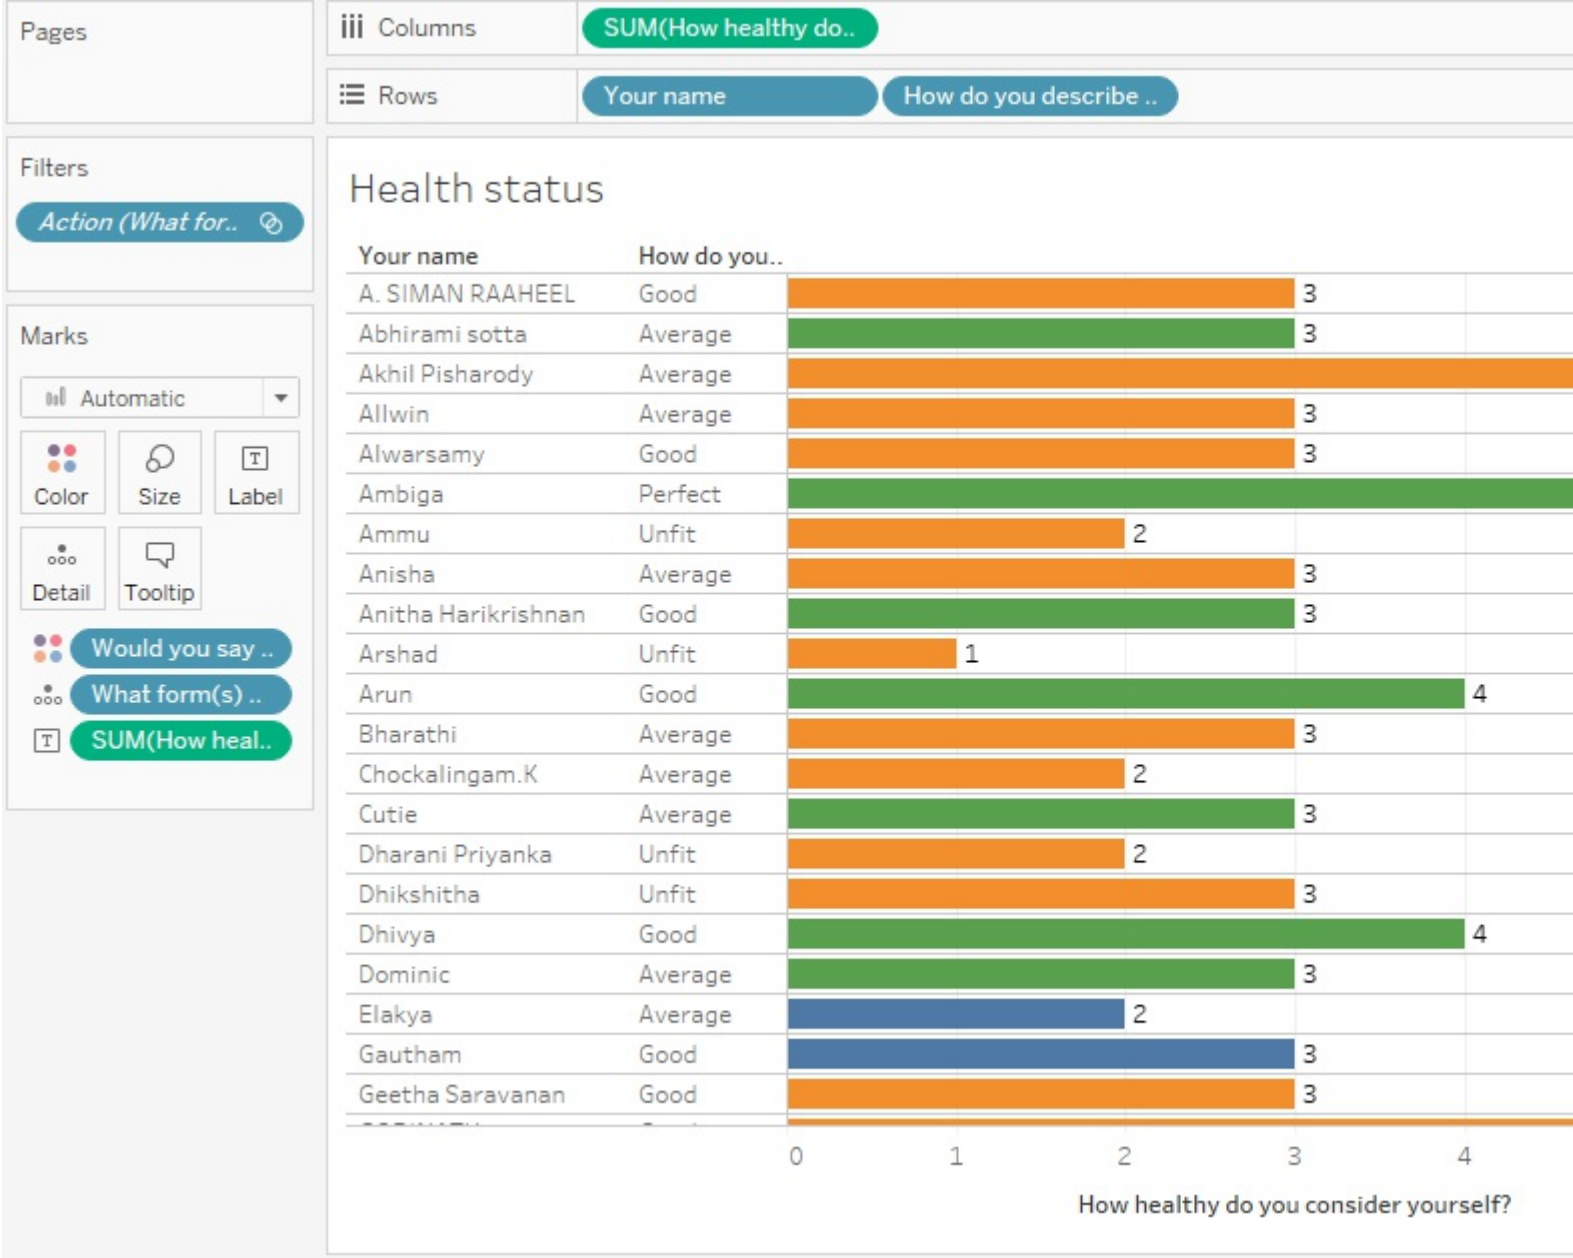 Pages
Columns SUM(How healthy do..
Rows Your name How do you describe ..
Filters
Action (What for..
Marks
Automatic
Color Size Label
Detail Tooltip
Would you say ..
What form(s) ..
SUM(How heal..
Health status
Your name How do you..
A. SIMAN RAAHEEL Good 3
Abhirami sotta Average 3
Akhil Pisharody Average
Allwin Average 3
Alwarsamy Good 3
Ambiga Perfect
Ammu Unfit 2
Anisha Average 3
Anitha Harikrishnan Good 3
Arshad Unfit 1
Arun Good 4
Bharathi Average 3
Chockalingam.K Average 2
Cutie Average 3
Dharani Priyanka Unfit 2
Dhikshitha Unfit 3
Dhivya Good 4
Dominic Average 3
Elakya Average 2
Gautham Good 3
Geetha Saravanan Good 3
0 1 2 3 4
How healthy do you consider yourself?